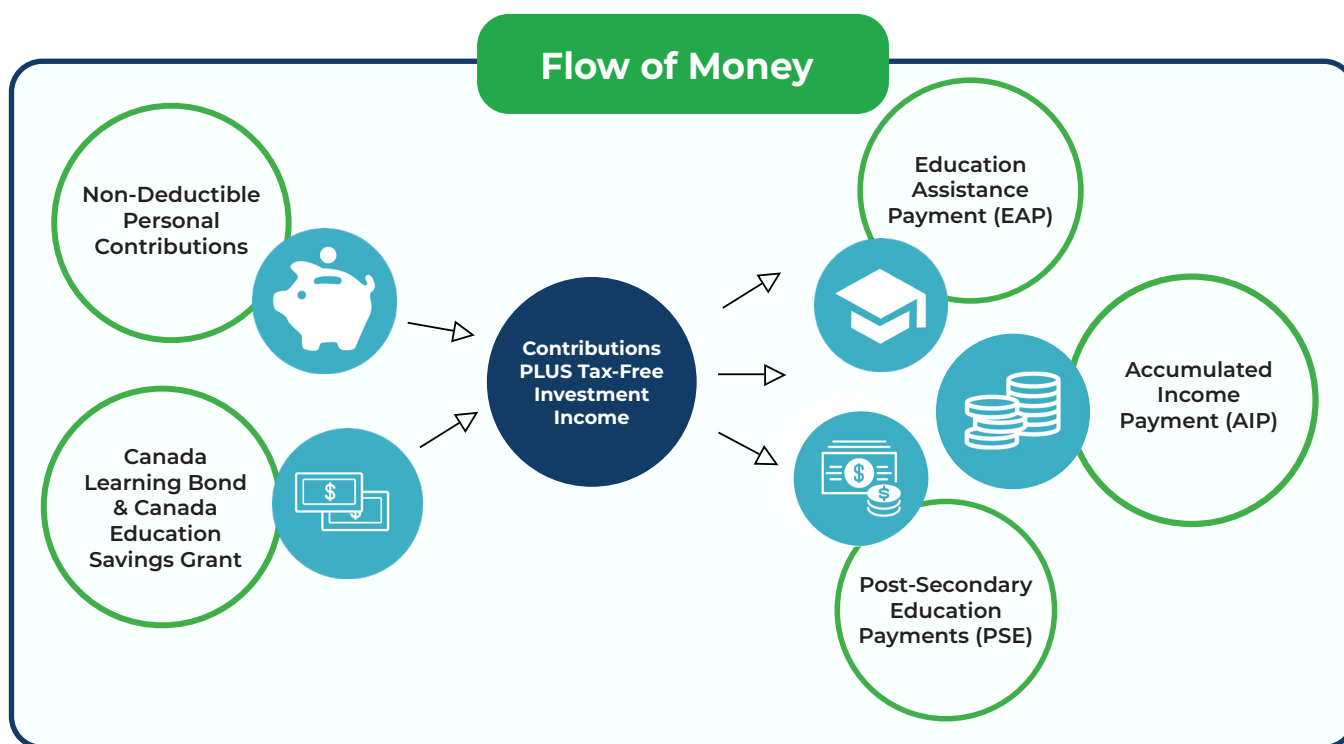 Flow of Money
Non-Deductible
Personal
Contributions
Canada
Learning Bond
& Canada
Education
Savings Grant
$
$
Contributions
PLUS Tax-Free
Investment
Income
Education
Assistance
Payment (EAP)
Accumulated
Income
Payment (AIP)
$
$
Post-Secondary
Education
Payments (PSE)